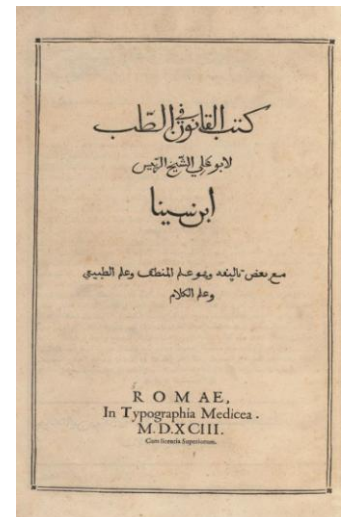 كتب القانون في الطب
لابو علي الشيخ الرئيس
ابن سينا
مع بعض تاليفه وهو علم المنطق وعلم الطبيعي
وعلم الكلام
ROMAE,
In Typographia Medicea.
M.D.XCIII.
Cum licentia Superiorum.